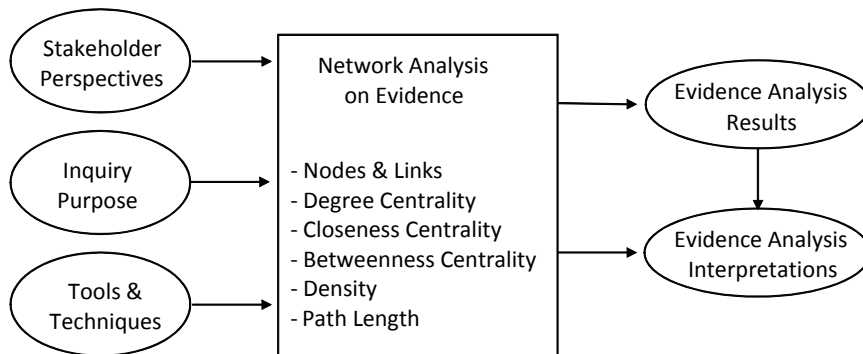 Stakeholder
Perspectives
Inquiry
Purpose
Tools &
Techniques
Network Analysis
on Evidence
- Nodes & Links
- Degree Centrality
- Closeness Centrality
- Betweenness Centrality
- Density
- Path Length
Evidence Analysis
Results
Evidence Analysis
Interpretations